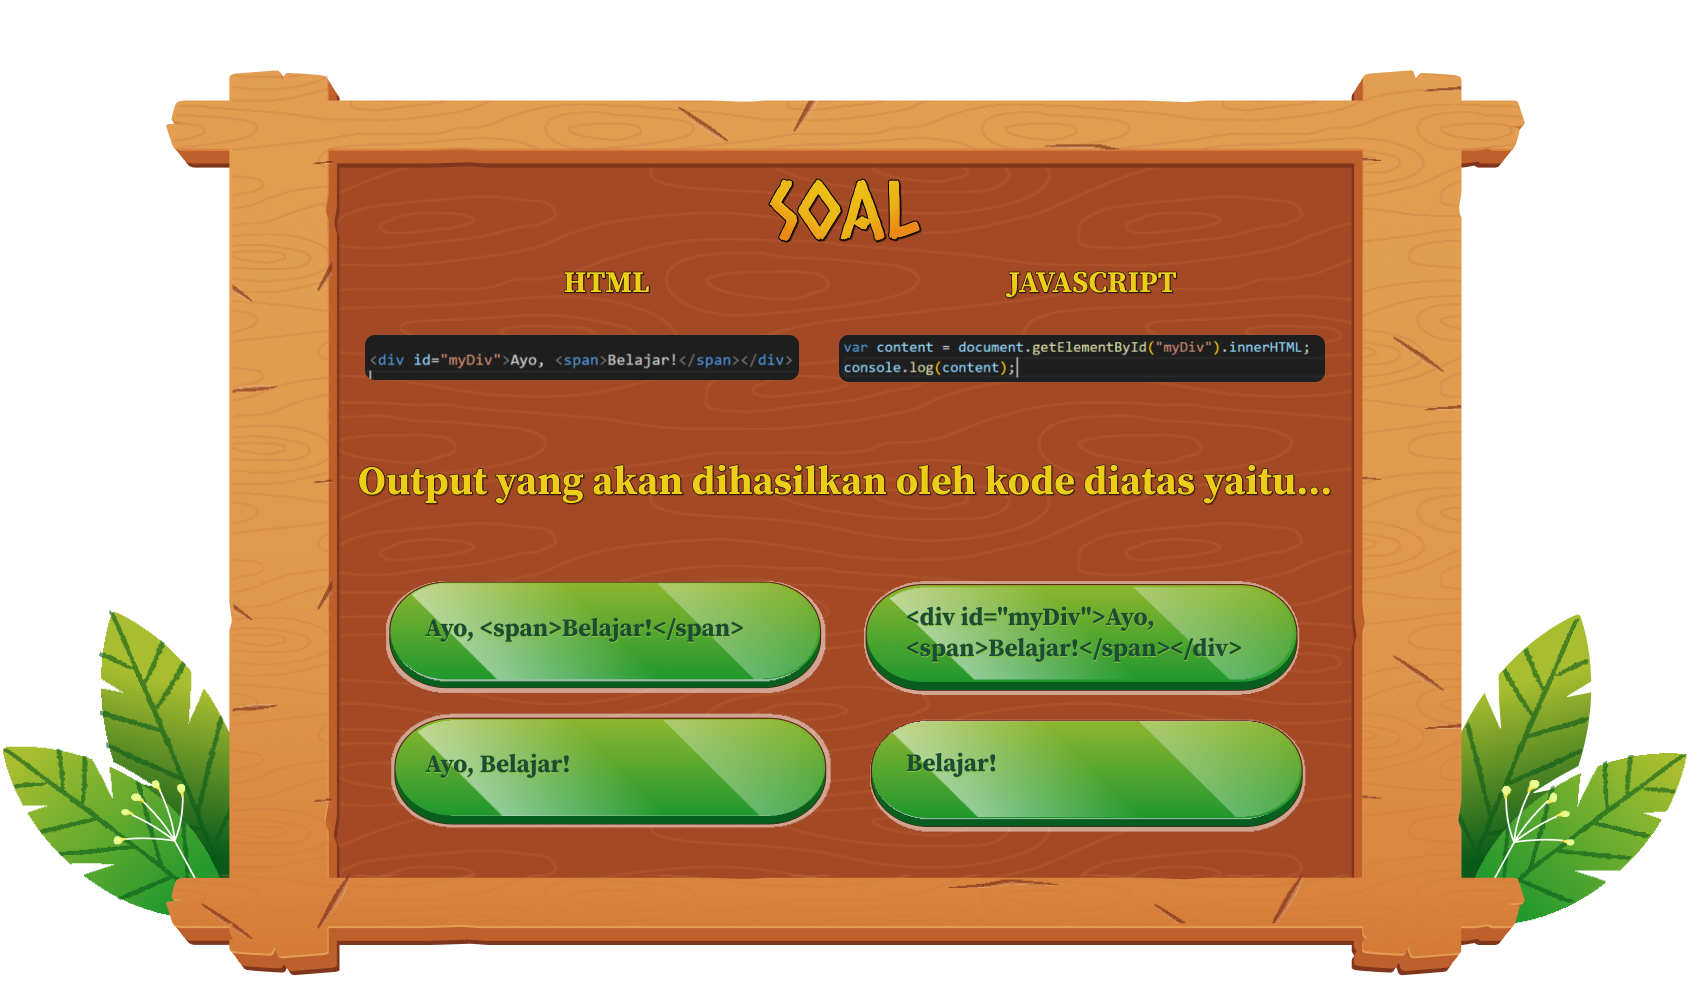 SOAL
HTML
JAVASCRIPT
<div id="myDiv">Ayo, <span>Belajar!</span></div>
var content = document.getElementById("myDiv").innerHTML;
console.log(content);
Output yang akan dihasilkan oleh kode diatas yaitu...
Ayo, <span>Belajar!</span>
<div id="myDiv">Ayo,
<span>Belajar!</span></div>
Ayo, Belajar!
Belajar!